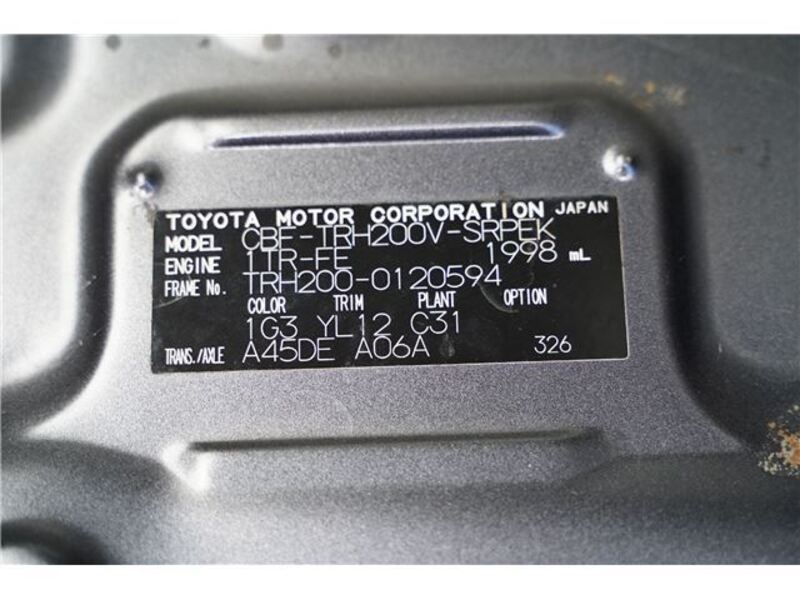 TOYOTA MOTOR CORPORATION JAPAN
MODEL CBF-TRH200V-SRPEK
ENGINE 1TR-FE 1998 mL
FRAME No. TRH200-0120594
COLOR TRIM PLANT OPTION
1G3 YL12 C31
TRANS./AXLE A45DE A06A 326